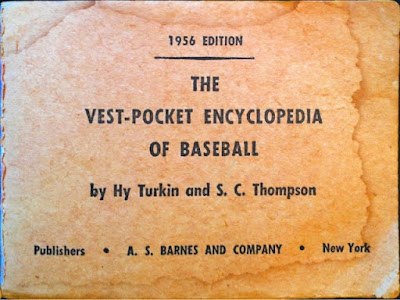 1956 EDITION
THE
VEST-POCKET ENCYCLOPEDIA
OF BASEBALL
by Hy Turkin and S. C. Thompson
Publishers • A. S. BARNES AND COMPANY • New York